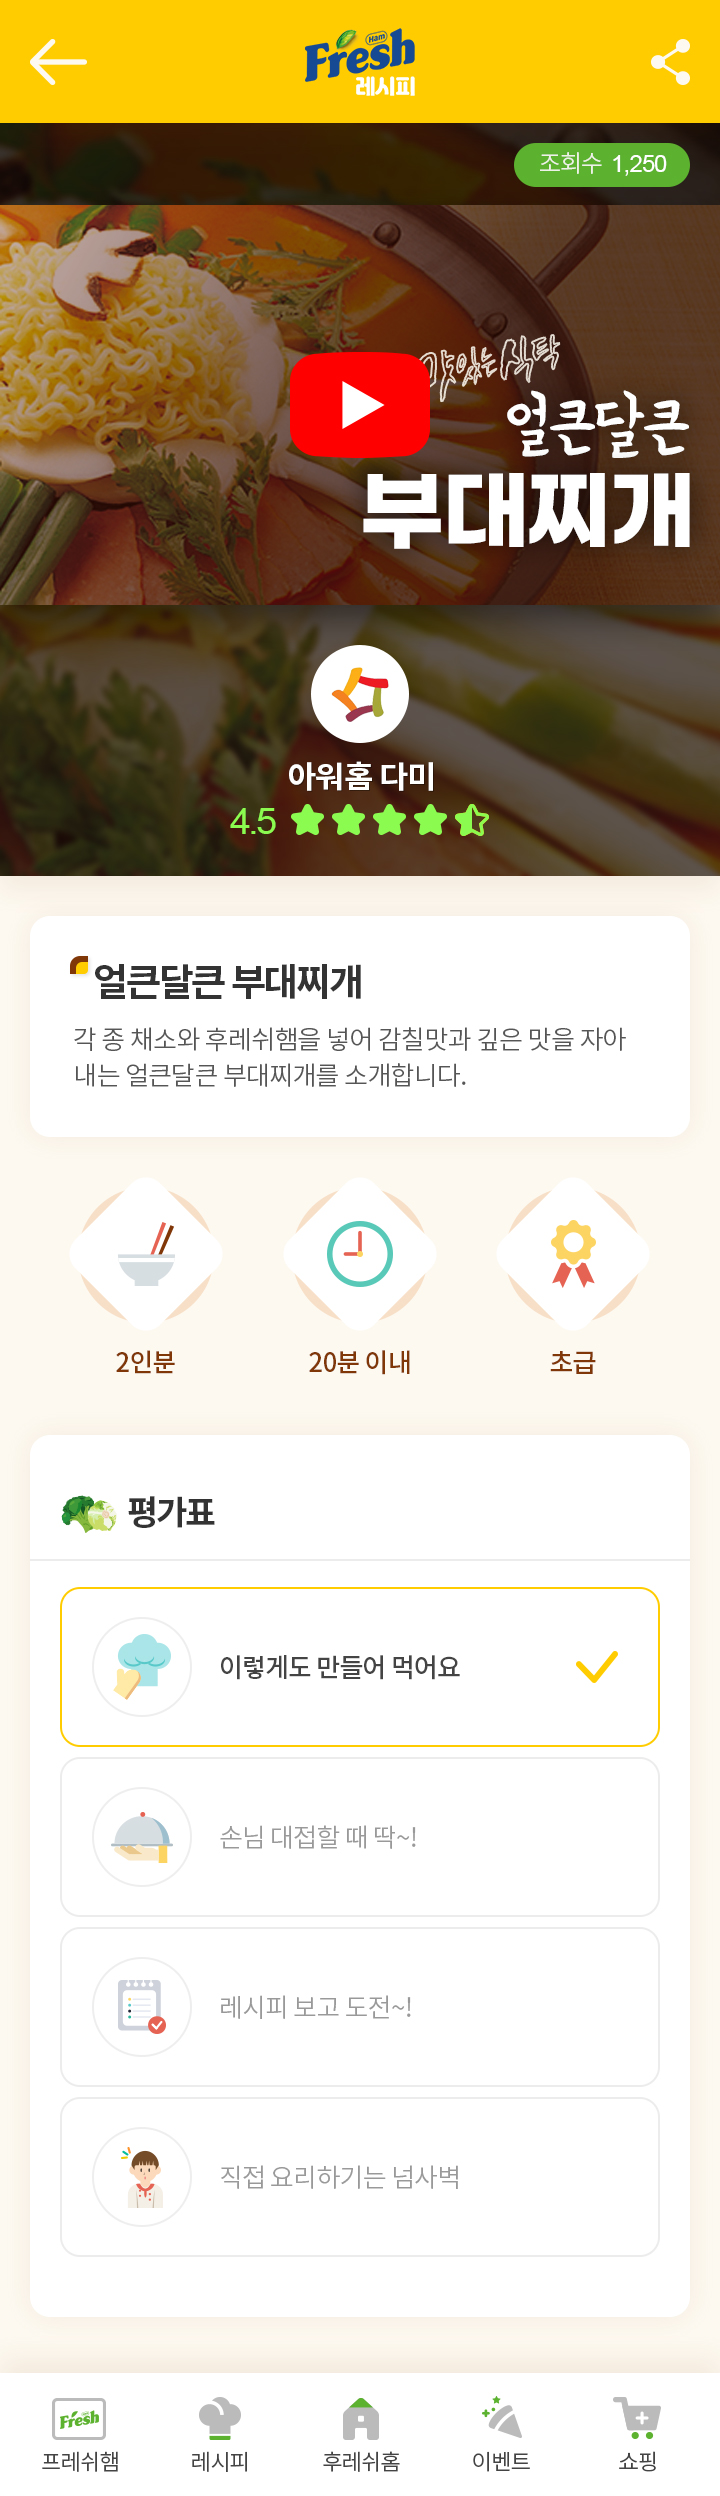 Fresh Ham
레시피
조회수 1,250
맛있는 식탁
얼큰달큰
부대찌개
아워홈 다미
4.5
얼큰달큰 부대찌개
각 종 채소와 후레쉬햄을 넣어 감칠맛과 깊은 맛을 자아
내는 얼큰달큰 부대찌개를 소개합니다.
2인분 20분 이내 초급
평가표
이렇게도 만들어 먹어요
손님 대접할 때 딱~!
레시피 보고 도전~!
직접 요리하기는 넘사벽
Fresh
프레쉬햄 레시피 후레쉬홈 이벤트 쇼핑